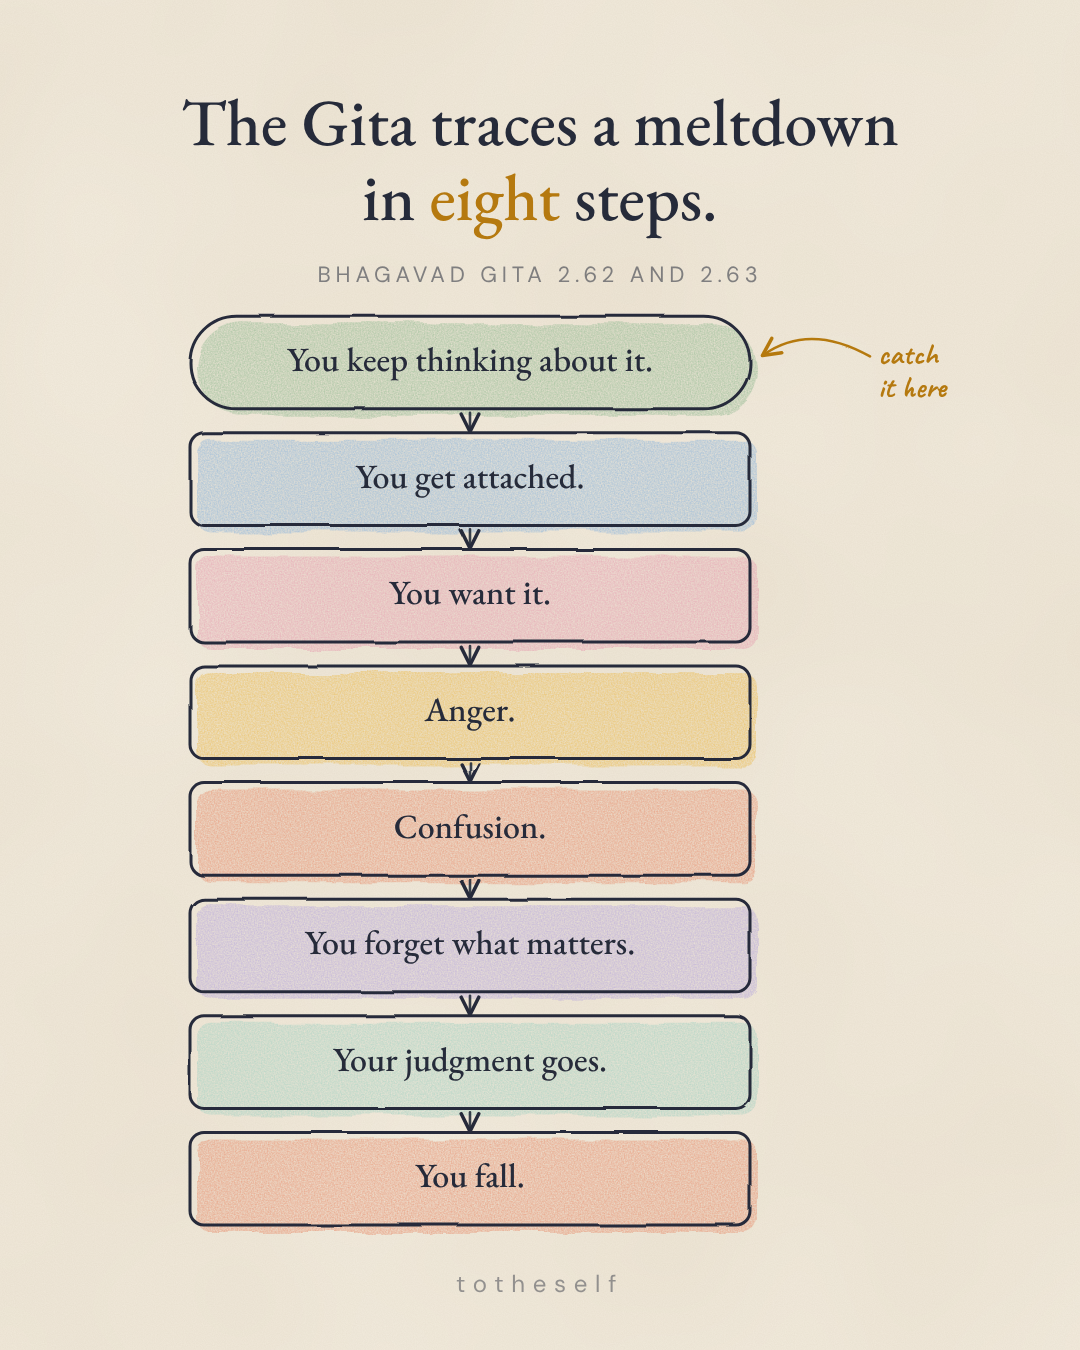 The Gita traces a meltdown
in eight steps.
BHAGAVAD GITA 2.62 AND 2.63
You keep thinking about it.
catch
it here
You get attached.
You want it.
Anger.
Confusion.
You forget what matters.
Your judgment goes.
You fall.
totheself